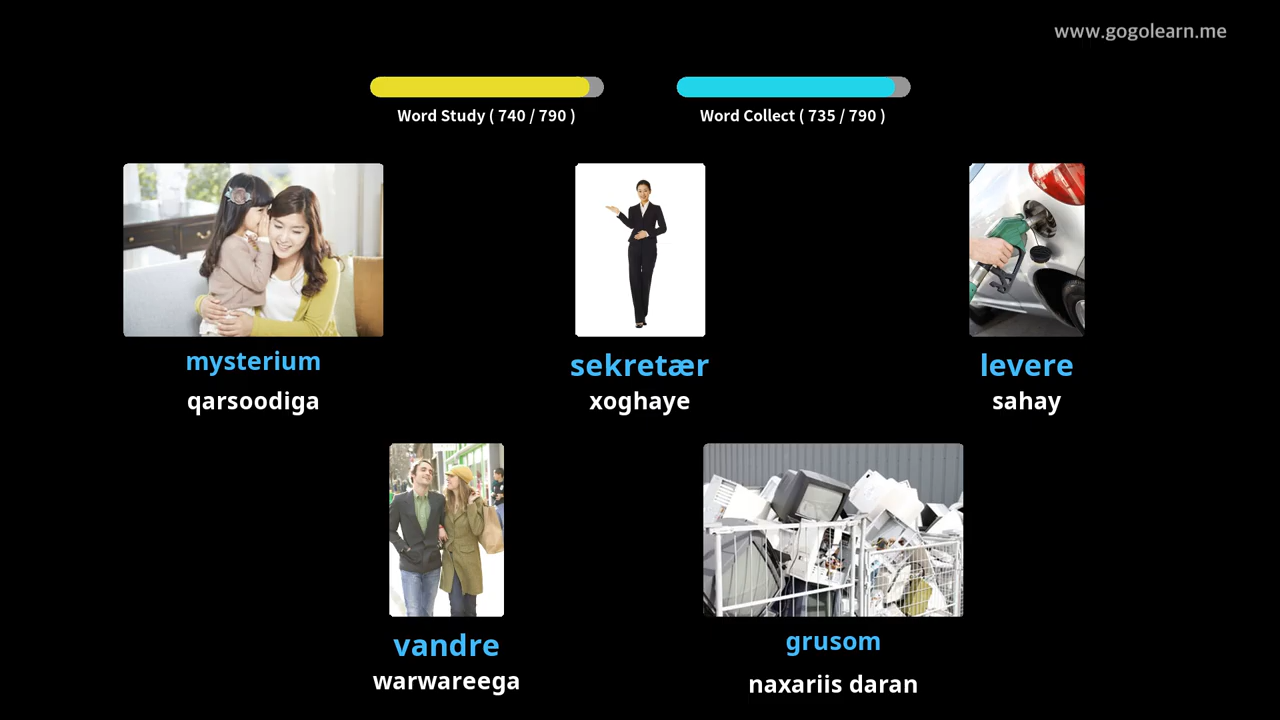 www.gogolearn.me
Word Study ( 740 / 790 )
Word Collect ( 735 / 790 )
mysterium
qarsoodiga
sekretær
xoghaye
levere
sahay
vandre
warwareega
grusom
naxariis daran